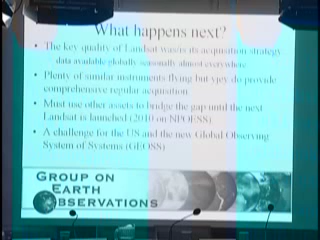 What happens next?
• The key quality of Landsat was/is its acquisition strategy
data available globally seasonally almost everywhere
• Plenty of similar instruments flying but do provide
comprehensive regular acquisition
• Must use other assets to bridge the gap until the next
Landsat is launched (2010 on NPOESS)
• A challenge for the US and the new Global Observing
System of Systems (GEOSS)
GROUP ON
EARTH
OBSERVATIONS